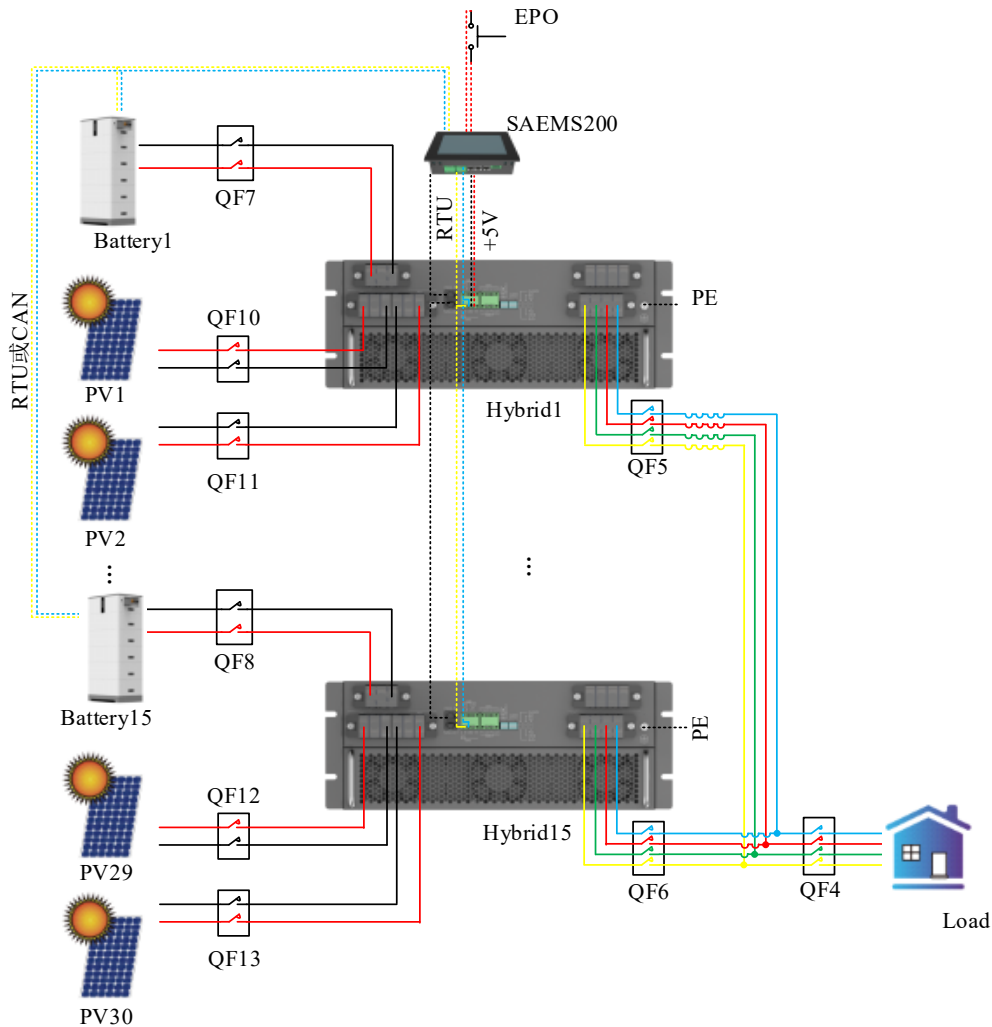 EPO
SAEMS200
QF7
RTU
+5V
Battery1
PE
RTU或CAN
QF10
PV1
Hybrid1
QF11
QF5
PV2
⋮
⋮
QF8
Battery15
PE
QF12
Hybrid15
PV29
QF6
QF4
Load
QF13
PV30